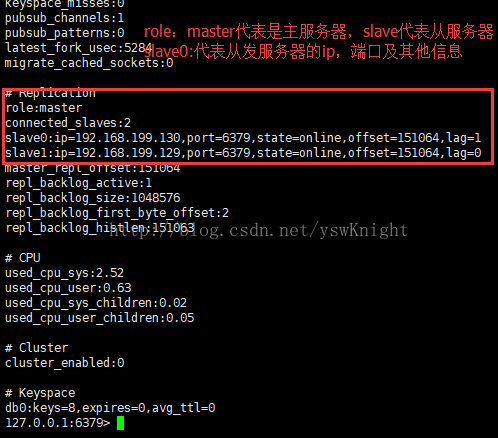 keyspace_misses:0
pubsub_channels:1
pubsub_patterns:0
role：master代表是主服务器，slave代表从服务器
latest_fork_usec:5284
slave0:代表从发服务器的ip，端口及其他信息
migrate_cached_sockets:0
# Replication
role:master
connected_slaves:2
slave0:ip=192.168.199.130,port=6379,state=online,offset=151064,lag=1
slave1:ip=192.168.199.129,port=6379,state=online,offset=151064,lag=0
master_repl_offset:151064
repl_backlog_active:1
repl_backlog_size:1048576
repl_backlog_first_byte_offset:2
repl_backlog_histlen:151063
http://blog.csdn.net/yswKnight
# CPU
used_cpu_sys:2.52
used_cpu_user:0.63
used_cpu_sys_children:0.02
used_cpu_user_children:0.05
# Cluster
cluster_enabled:0
# Keyspace
db0:keys=8,expires=0,avg_ttl=0
127.0.0.1:6379>